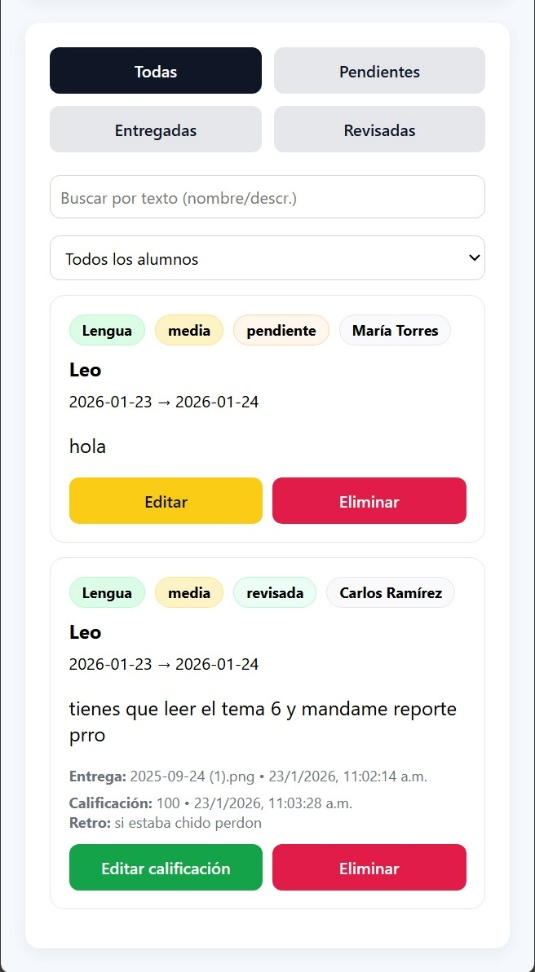 Todas
Pendientes
Entregadas
Revisadas
Buscar por texto (nombre/descr.)
Todos los alumnos
Lengua media pendiente María Torres
Leo
2026-01-23 → 2026-01-24
hola
Editar
Eliminar
Lengua media revisada Carlos Ramírez
Leo
2026-01-23 → 2026-01-24
tienes que leer el tema 6 y mandame reporte
prro
Entrega: 2025-09-24 (1).png • 23/1/2026, 11:02:14 a.m.
Calificación: 100 • 23/1/2026, 11:03:28 a.m.
Retro: si estaba chido perdon
Editar calificación
Eliminar